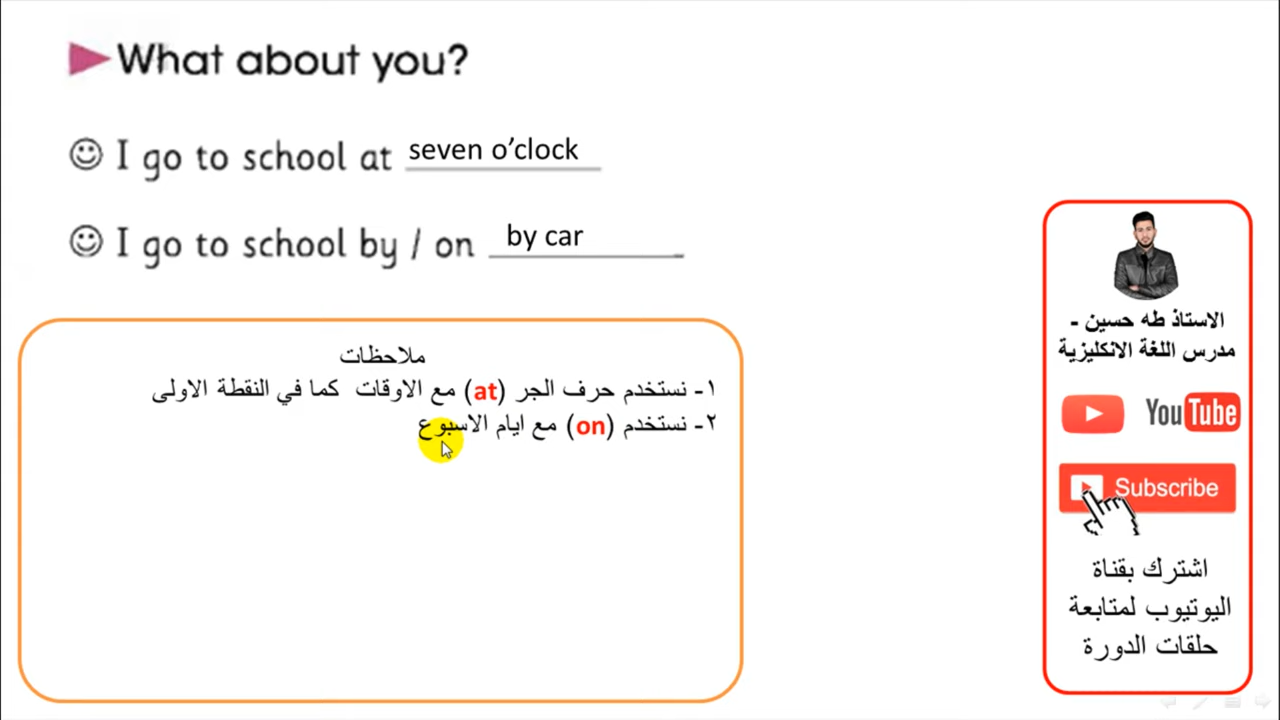 What about you?
I go to school at seven o'clock
I go to school by / on by car
ملاحظات
١- نستخدم حرف الجر (at) مع الاوقات كما في النقطة الاولى
٢- نستخدم (on) مع ايام الاسبوع
الاستاذ طه حسين -
مدرس اللغة الانكليزية
YouTube
Subscribe
اشترك بقناة
اليوتيوب لمتابعة
حلقات الدورة